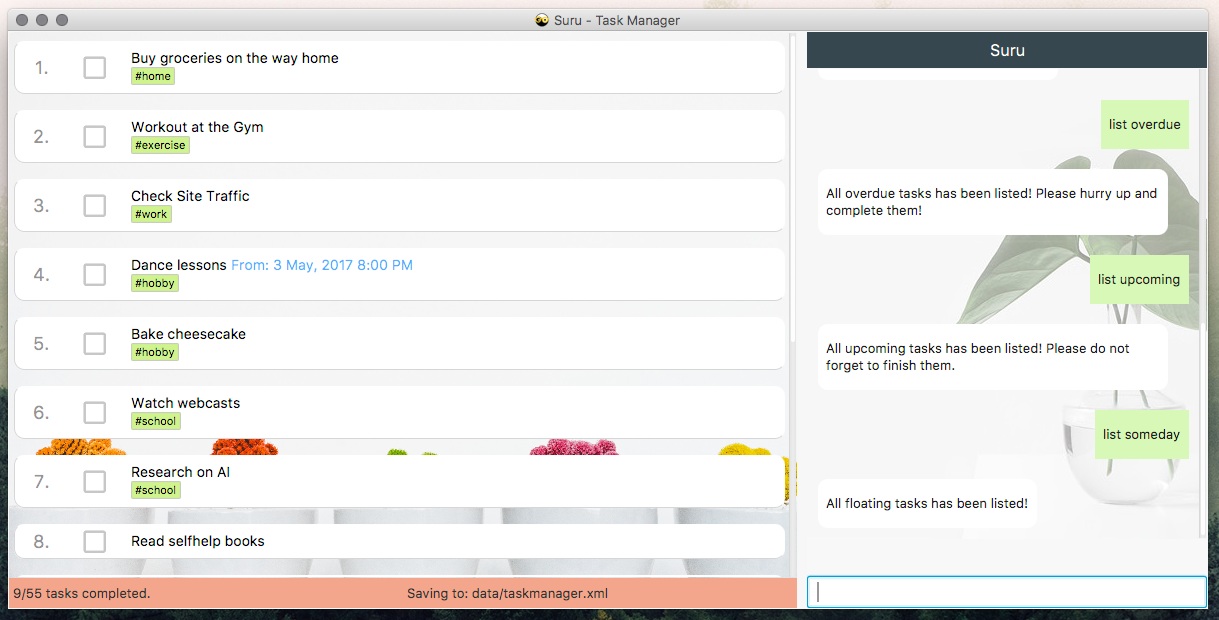 Suru - Task Manager
1.
Buy groceries on the way home
#home
2.
Workout at the Gym
#exercise
3.
Check Site Traffic
#work
4.
Dance lessons From: 3 May, 2017 8:00 PM
#hobby
5.
Bake cheesecake
#hobby
6.
Watch webcasts
#school
7.
Research on AI
#school
8.
Read selfhelp books
9/55 tasks completed.
Saving to: data/taskmanager.xml
Suru
list overdue
All overdue tasks has been listed! Please hurry up and
complete them!
list upcoming
All upcoming tasks has been listed! Please do not
forget to finish them.
list someday
All floating tasks has been listed!